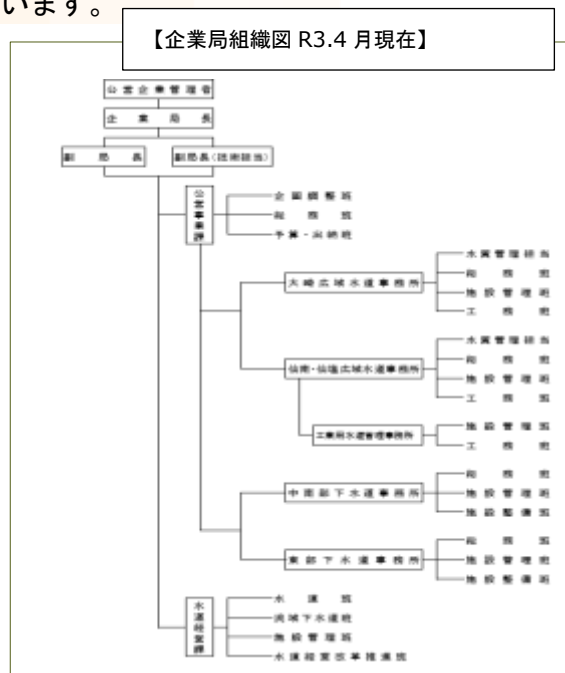 います。
【企業局組織図 R3.4 月現在】
公営企業管理者
企業局長
副局長
副局長(技術担当)
公営事業課
企画調整班
総務班
予算・出納班
大崎広域水道事務所
水質管理担当
総務班
施設管理班
工務班
仙南・仙塩広域水道事務所
水質管理担当
総務班
施設管理班
工務班
工業用水道管理事務所
施設管理班
工務班
中南部下水道事務所
総務班
施設管理班
施設整備班
東部下水道事務所
総務班
施設管理班
施設整備班
水道経営課
水道班
流域下水道班
施設管理班
水道経営改革推進班